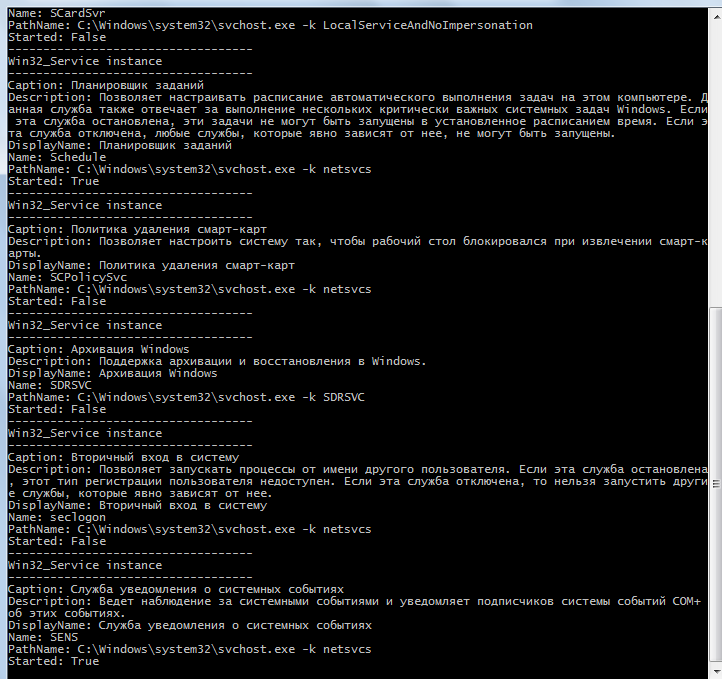 Name: SCardSvr
PathName: C:\Windows\system32\svchost.exe -k LocalServiceAndNoImpersonation
Started: False
-----------------------------------
Win32_Service instance
-----------------------------------
Caption: Планировщик заданий
Description: Позволяет настраивать расписание автоматического выполнения задач на этом компьютере. Д
анная служба также отвечает за выполнение нескольких критически важных системных задач Windows. Если
 эта служба остановлена, эти задачи не могут быть запущены в установленное расписанием время. Если э
та служба отключена, любые службы, которые явно зависят от нее, не могут быть запущены.
DisplayName: Планировщик заданий
Name: Schedule
PathName: C:\Windows\system32\svchost.exe -k netsvcs
Started: True
-----------------------------------
Win32_Service instance
-----------------------------------
Caption: Политика удаления смарт-карт
Description: Позволяет настроить систему так, чтобы рабочий стол блокировался при извлечении смарт-к
арты.
DisplayName: Политика удаления смарт-карт
Name: SCPolicySvc
PathName: C:\Windows\system32\svchost.exe -k netsvcs
Started: False
-----------------------------------
Win32_Service instance
-----------------------------------
Caption: Архивация Windows
Description: Поддержка архивации и восстановления в Windows.
DisplayName: Архивация Windows
Name: SDRSVC
PathName: C:\Windows\system32\svchost.exe -k SDRSVC
Started: False
-----------------------------------
Win32_Service instance
-----------------------------------
Caption: Вторичный вход в систему
Description: Позволяет запускать процессы от имени другого пользователя. Если эта служба остановлена
, этот тип регистрации пользователя недоступен. Если эта служба отключена, то нельзя запустить други
е службы, которые явно зависят от нее.
DisplayName: Вторичный вход в систему
Name: seclogon
PathName: C:\Windows\system32\svchost.exe -k netsvcs
Started: False
-----------------------------------
Win32_Service instance
-----------------------------------
Caption: Служба уведомления о системных событиях
Description: Ведет наблюдение за системными событиями и уведомляет подписчиков системы событий COM+
об этих событиях.
DisplayName: Служба уведомления о системных событиях
Name: SENS
PathName: C:\Windows\system32\svchost.exe -k netsvcs
Started: True